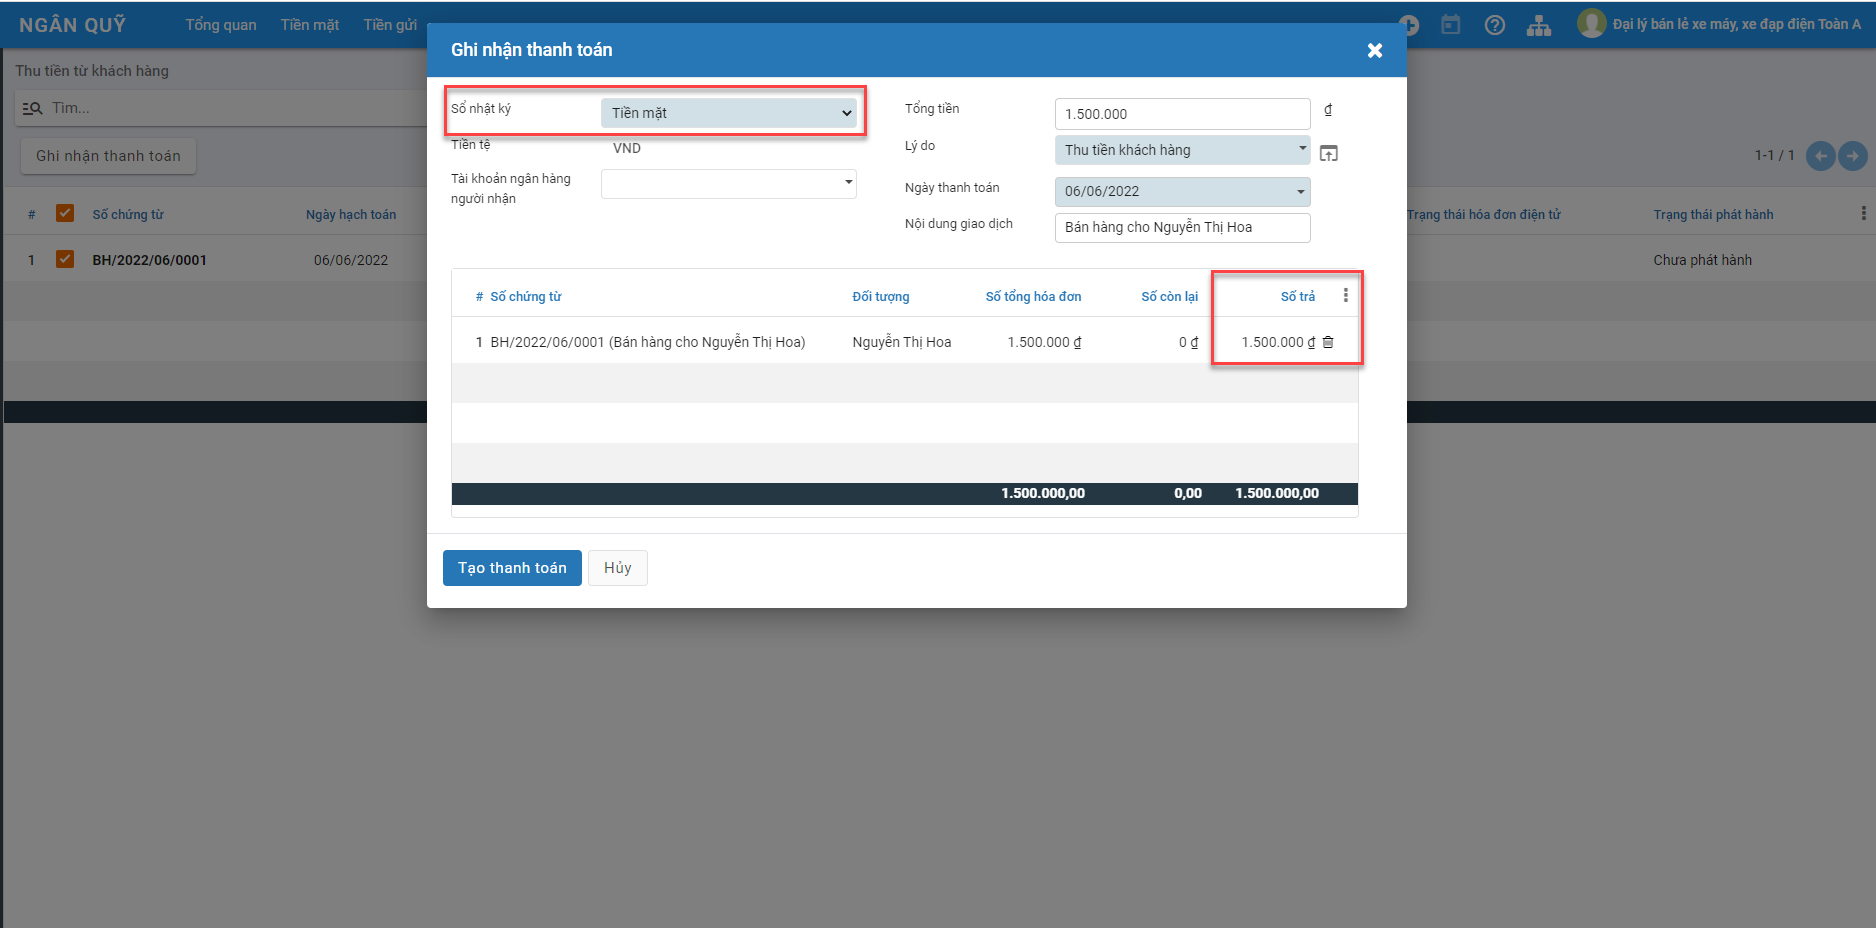 NGÂN QUỸ Tổng quan Tiền mặt Tiền gửi Đại lý bán lẻ xe máy, xe đạp điện Toàn A
Thu tiền từ khách hàng
Tìm...
Ghi nhận thanh toán
1-1 / 1
# Số chứng từ Ngày hạch toán Trạng thái hóa đơn điện tử Trạng thái phát hành
1 BH/2022/06/0001 06/06/2022 Chưa phát hành
Ghi nhận thanh toán
Sổ nhật ký Tiền mặt
Tiền tệ VND
Tài khoản ngân hàng
người nhận
Tổng tiền 1.500.000 ₫
Lý do Thu tiền khách hàng
Ngày thanh toán 06/06/2022
Nội dung giao dịch Bán hàng cho Nguyễn Thị Hoa
# Số chứng từ Đối tượng Số tổng hóa đơn Số còn lại Số trả
1 BH/2022/06/0001 (Bán hàng cho Nguyễn Thị Hoa) Nguyễn Thị Hoa 1.500.000 ₫ 0 ₫ 1.500.000 ₫
1.500.000,00 0,00 1.500.000,00
Tạo thanh toán Hủy